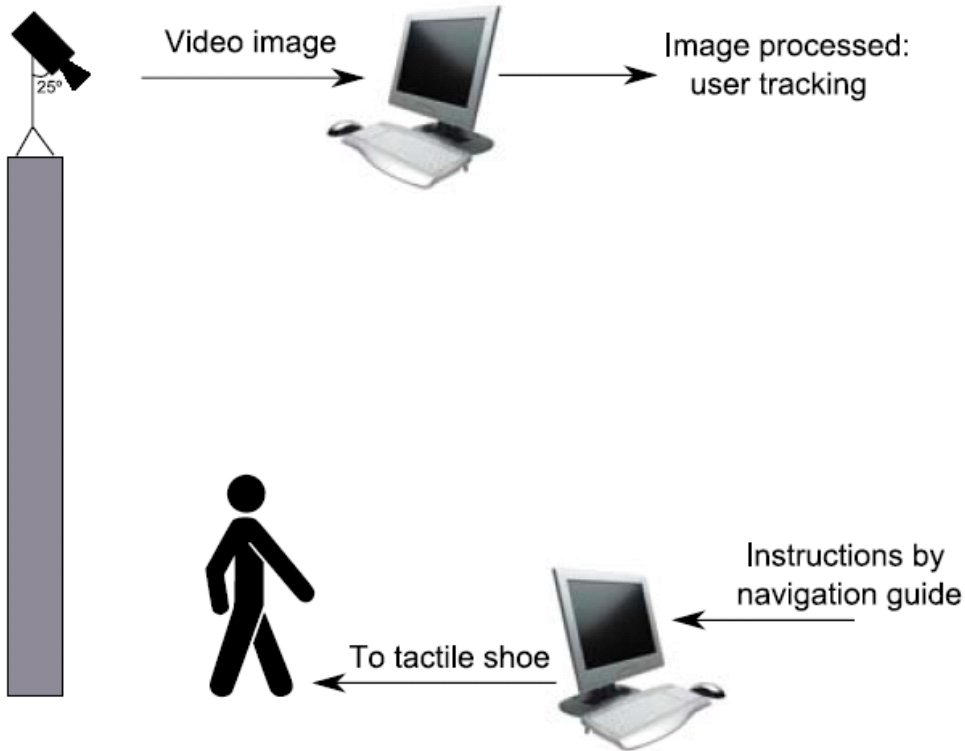 Video image
Image processed:
user tracking
25º
Instructions by
navigation guide
To tactile shoe